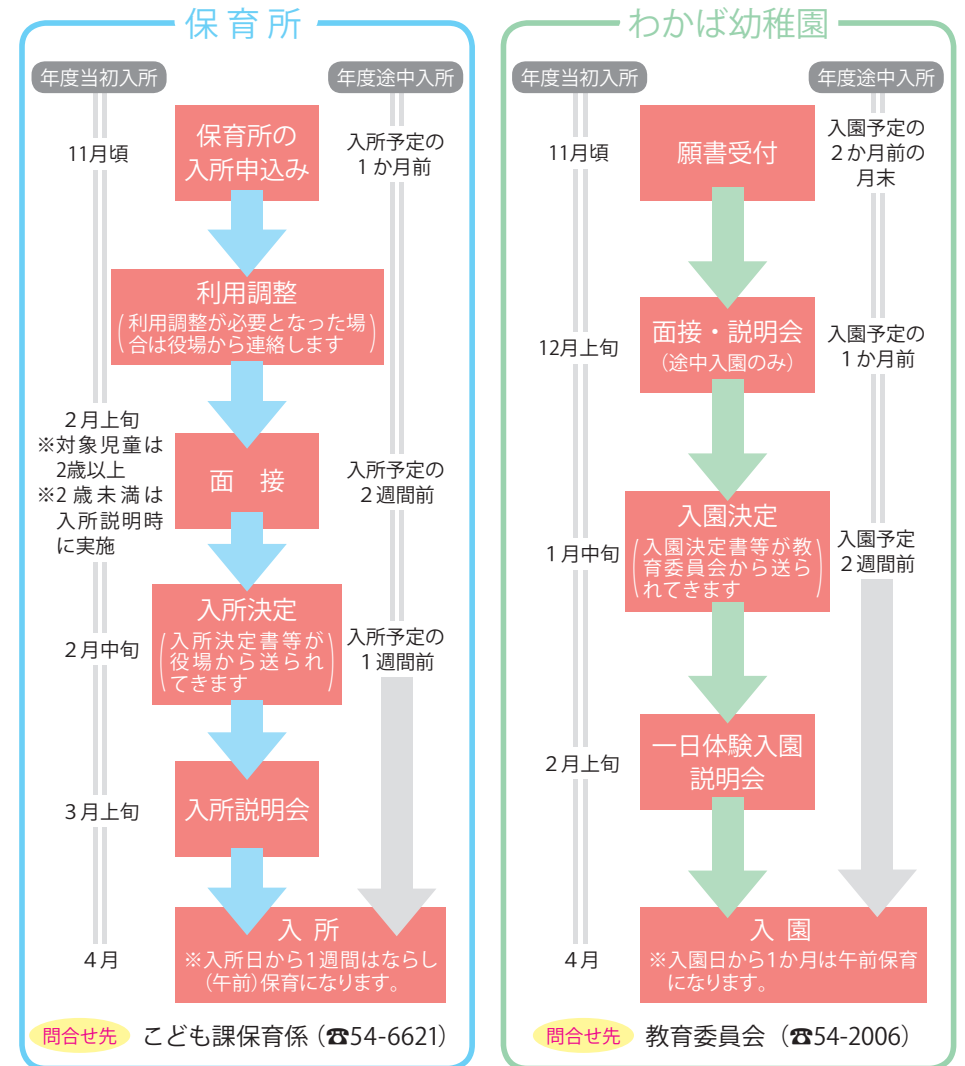 保育所
年度当初入所
年度途中入所
11月頃
保育所の
入所申込み
入所予定の
1か月前
利用調整
(利用調整が必要となった場
合は役場から連絡します)
2月上旬
※対象児童は
2歳以上
※2歳未満は
入所説明時
に実施
面 接
入所予定の
2週間前
2月中旬
入所決定
(入所決定書等が
役場から送られ
てきます)
入所予定の
1週間前
3月上旬
入所説明会
4月
入 所
※入所日から1週間はならし
(午前)保育になります。
問合せ先 こども課保育係(☎54-6621)
わかば幼稚園
年度当初入所
年度途中入所
11月頃
願書受付
入園予定の
2か月前の
月末
12月上旬
面接・説明会
(途中入園のみ)
入園予定の
1か月前
1月中旬
入園決定
(入園決定書等が教
育委員会から送ら
れてきます)
入園予定
2週間前
2月上旬
一日体験入園
説明会
4月
入 園
※入園日から1か月は午前保育
になります。
問合せ先 教育委員会(☎54-2006)